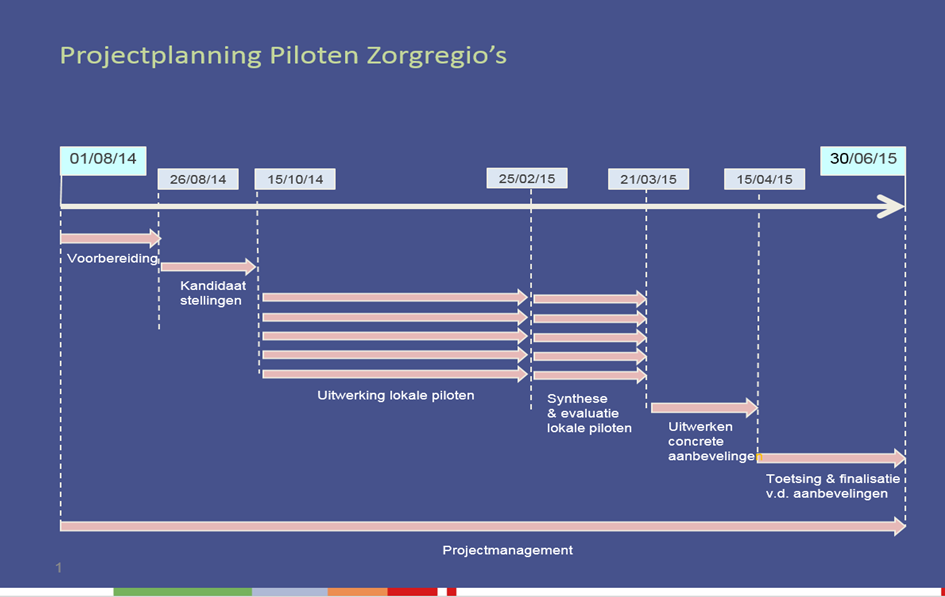 Projectplanning Piloten Zorgregio’s
01/08/14
30/06/15
26/08/14
15/10/14
25/02/15
21/03/15
15/04/15
Voorbereiding
Kandidaat
stellingen
Uitwerking lokale piloten
Synthese
& evaluatie
lokale piloten
Uitwerken
concrete
aanbevelingen
Toetsing & finalisatie
v.d. aanbevelingen
Projectmanagement
1